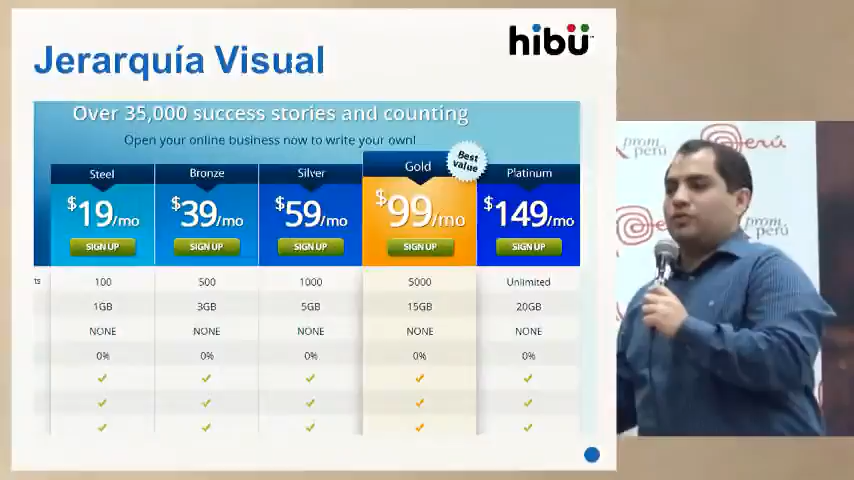 Jerarquía Visual
hibü
Over 35,000 success stories and counting
Open your online business now to write your own!
Steel
Bronze
Silver
Gold
Best value
Platinum
$19/mo
$39/mo
$59/mo
$99/mo
$149/mo
SIGN UP
SIGN UP
SIGN UP
SIGN UP
SIGN UP
ts
100
500
1000
5000
Unlimited
1GB
3GB
5GB
15GB
20GB
NONE
NONE
NONE
NONE
NONE
0%
0%
0%
0%
0%
prom
perú
Perú
prom
perú